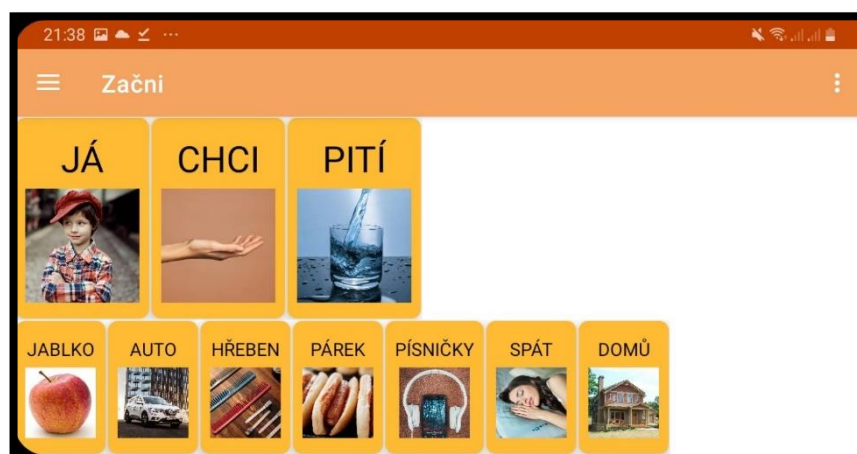 21:38
Začni
JÁ CHCI PITÍ
JABLKO AUTO HŘEBEN PÁREK PÍSNIČKY SPÁT DOMŮ